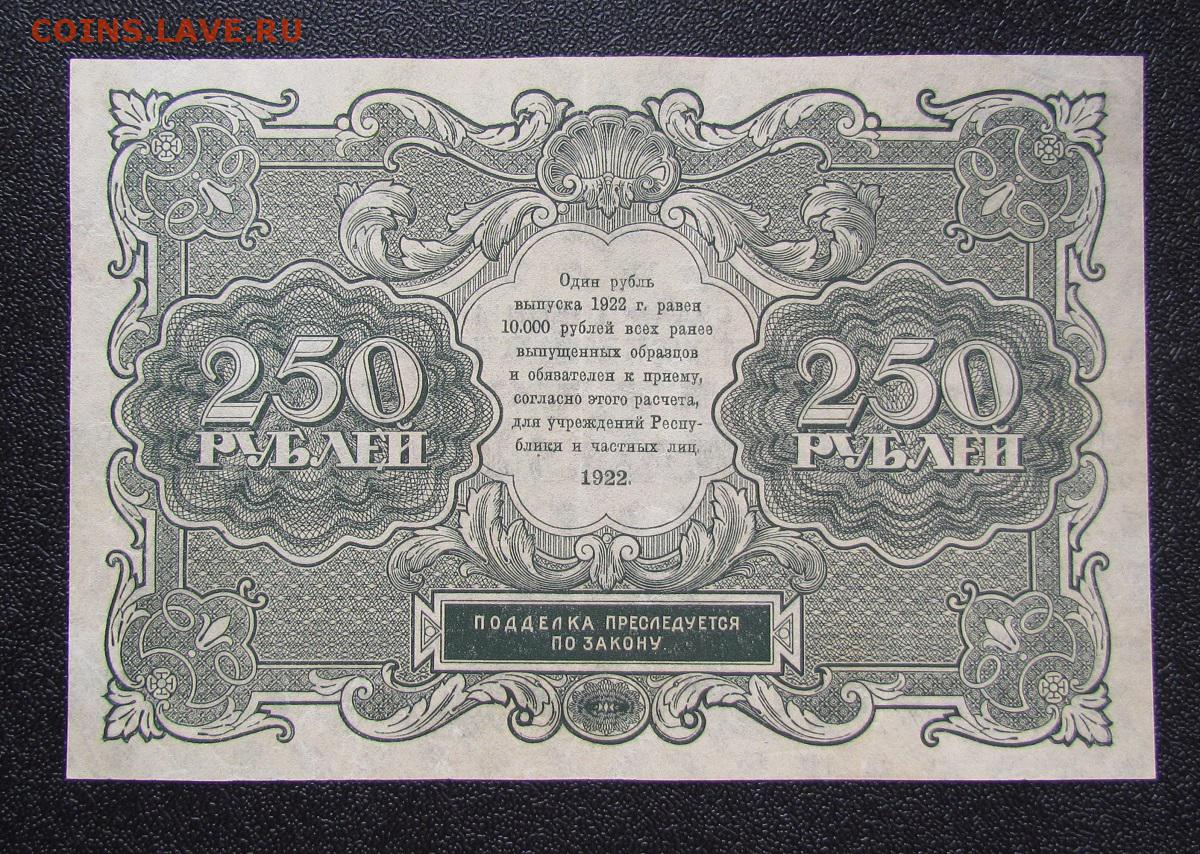 COINS.LAVE.RU
Один рубль
выпуска 1922 г. равен
10.000 рублей всех ранее
выпущенных образцов
и обязателен к приему,
согласно этого расчета,
для учреждений Респу-
блики и частных лиц.
1922.
250
РУБЛЕЙ
250
РУБЛЕЙ
ПОДДЕЛКА ПРЕСЛЕДУЕТСЯ
ПО ЗАКОНУ.